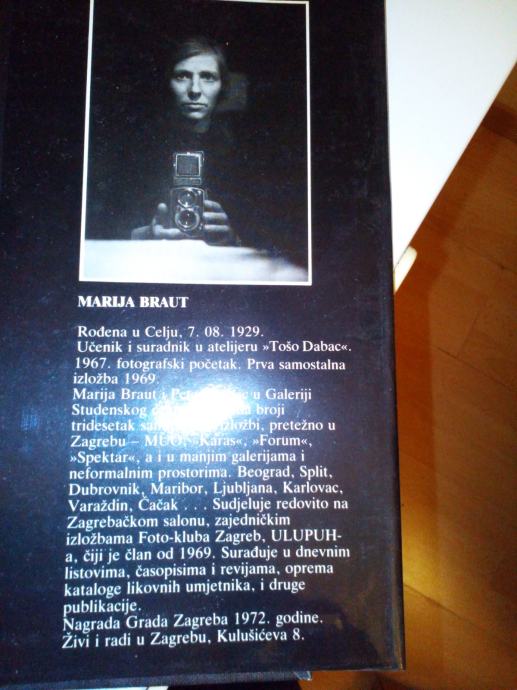 MARIJA BRAUT
Rođena u Celju, 7. 08. 1929.
Učenik i suradnik u atelijeru »Tošo Dabac«.
1967. fotografski početak. Prva samostalna
izložba 1969.
Marija Braut i u Galeriji
Studenskog broji
tridesetak izložbi, pretežno u
Zagrebu – MUO, »Karas«, »Forum«,
»Spektar«, a i u manjim galerijama i
neformalnim prostorima. Beograd, Split,
Dubrovnik, Maribor, Ljubljana, Karlovac,
Varaždin, Čačak . . . Sudjeluje redovito na
Zagrebačkom salonu, zajedničkim
izložbama Foto-kluba Zagreb, ULUPUH-
a, čiji je član od 1969. Surađuje u dnevnim
listovima, časopisima i revijama, oprema
kataloge likovnih umjetnika, i druge
publikacije.
Nagrada Grada Zagreba 1972. godine.
Živi i radi u Zagrebu, Kulušićeva 8.